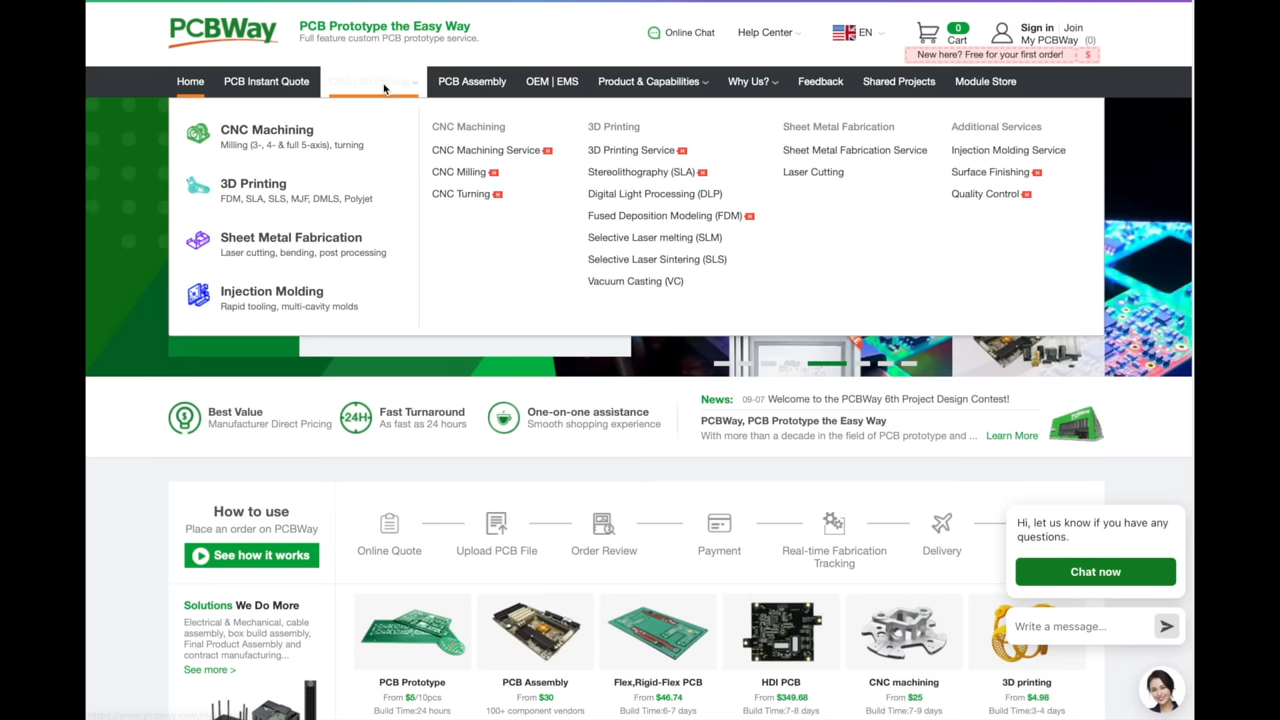 PCBWay
PCB Prototype the Easy Way
Full feature custom PCB prototype service.
Online Chat
Help Center
EN
0
Cart
Sign in | Join
My PCBWay (0)
New here? Free for your first order! $
Home
PCB Instant Quote
PCB Assembly
OEM | EMS
Product & Capabilities
Why Us?
Feedback
Shared Projects
Module Store
CNC Machining
Milling (3-, 4- & full 5-axis), turning
3D Printing
FDM, SLA, SLS, MJF, DMLS, Polyjet
Sheet Metal Fabrication
Laser cutting, bending, post processing
Injection Molding
Rapid tooling, multi-cavity molds
CNC Machining
CNC Machining Service H
CNC Milling H
CNC Turning H
3D Printing
3D Printing Service H
Stereolithography (SLA) H
Digital Light Processing (DLP)
Fused Deposition Modeling (FDM) H
Selective Laser melting (SLM)
Selective Laser Sintering (SLS)
Vacuum Casting (VC)
Sheet Metal Fabrication
Sheet Metal Fabrication Service
Laser Cutting
Additional Services
Injection Molding Service
Surface Finishing H
Quality Control H
Best Value
Manufacturer Direct Pricing
24H
Fast Turnaround
As fast as 24 hours
One-on-one assistance
Smooth shopping experience
News: 09-07 Welcome to the PCBWay 6th Project Design Contest!
PCBWay, PCB Prototype the Easy Way
With more than a decade in the field of PCB prototype and ... Learn More
How to use
Place an order on PCBWay
See how it works
Online Quote
Upload PCB File
Order Review
Payment
Real-time Fabrication
Tracking
Delivery
Hi, let us know if you have any
questions.
Chat now
Write a message...
Solutions We Do More
Electrical & Mechanical, cable
assembly, box build assembly,
Final Product Assembly and
contract manufacturing...
See more >
PCB Prototype
From $5/10pcs
Build Time:24 hours
PCB Assembly
From $30
100+ component vendors
Flex,Rigid-Flex PCB
From $46.74
Build Time:6-7 days
HDI PCB
From $349.68
Build Time:7-8 days
CNC machining
From $25
Build Time:7-9 days
3D printing
From $4.98
Build Time:3-4 days